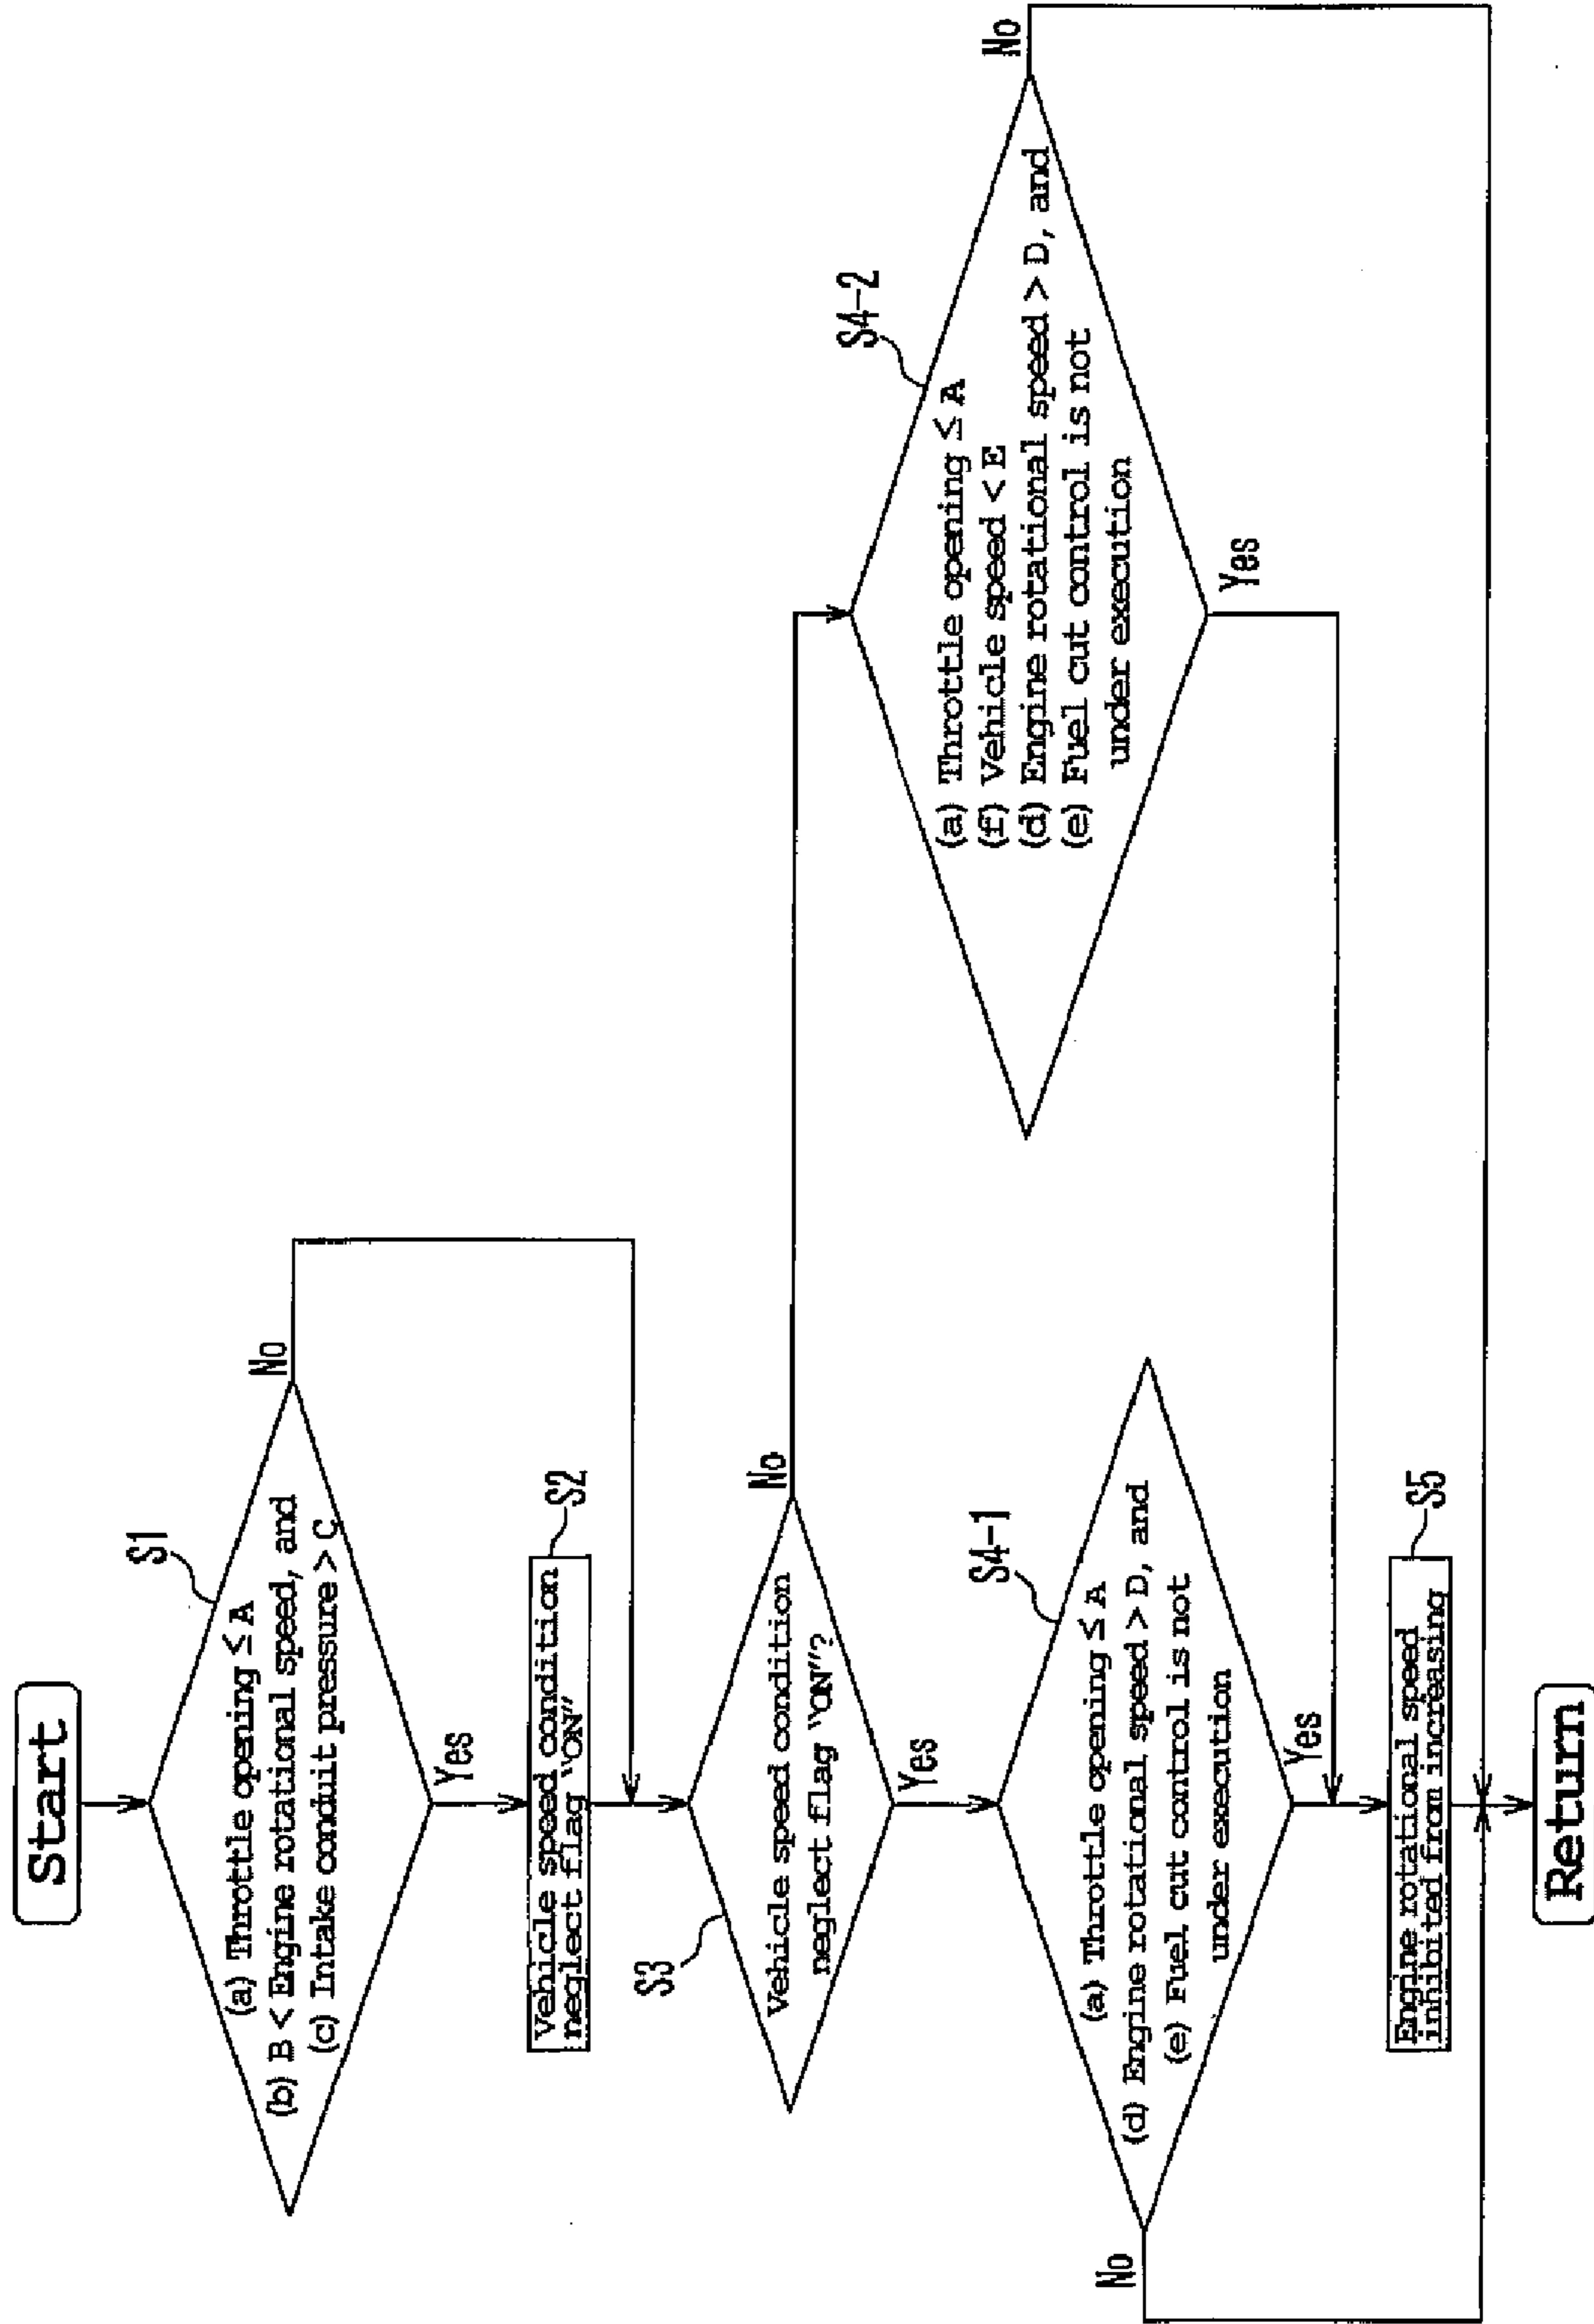 Start
S1
(a) Throttle opening ≤ A
(b) B < Engine rotational speed, and
(c) Intake conduit pressure > C
No
Yes
Vehicle speed condition
neglect flag "ON"
S2
S3
Vehicle speed condition
neglect flag "ON"?
No
Yes
S4-1
(a) Throttle opening ≤ A
(d) Engine rotational speed > D, and
(e) Fuel cut control is not
under execution
No
Yes
S4-2
(a) Throttle opening ≤ A
(f) Vehicle speed < E
(d) Engine rotational speed > D, and
(e) Fuel cut control is not
under execution
No
Yes
Engine rotational speed
inhibited from increasing
S5
Return